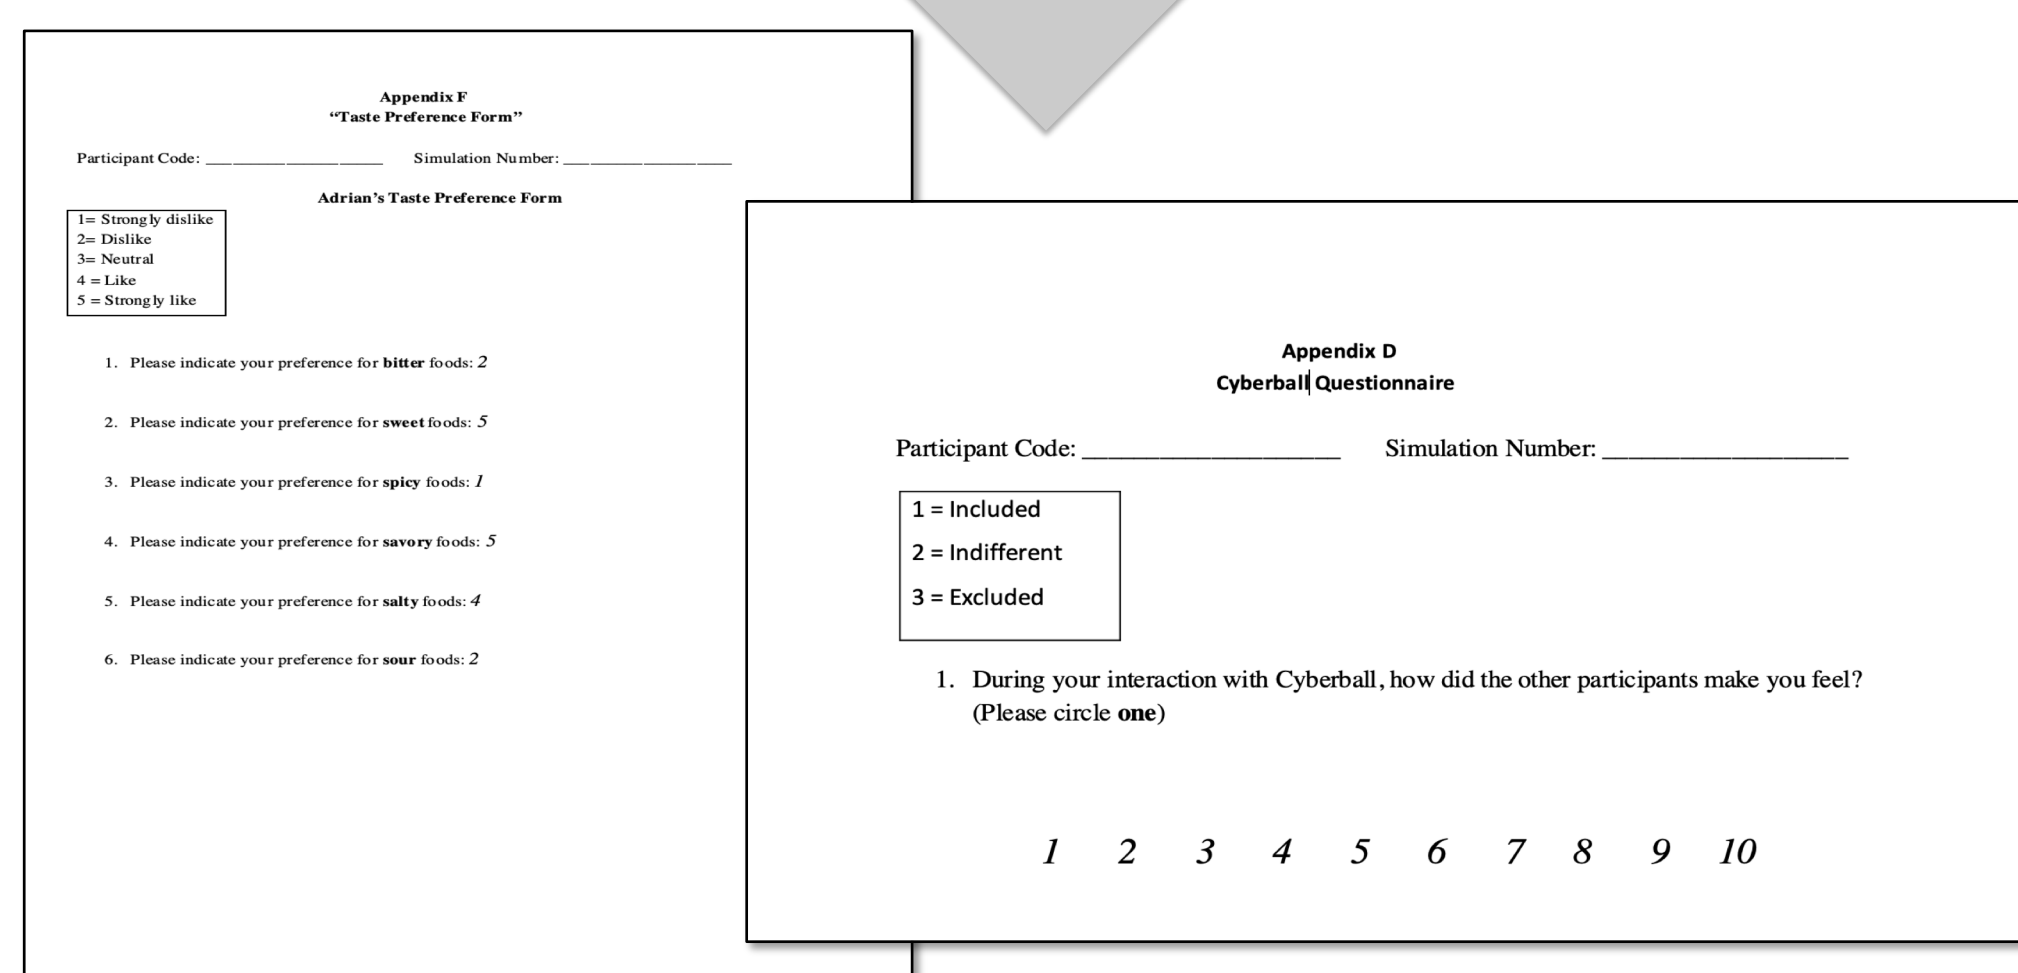 Appendix F
“Taste Preference Form”
Participant Code: ____________________ Simulation Number: ___________________
Adrian’s Taste Preference Form
1= Strongly dislike
2= Dislike
3= Neutral
4 = Like
5 = Strongly like
1. Please indicate your preference for bitter foods: 2
2. Please indicate your preference for sweet foods: 5
3. Please indicate your preference for spicy foods: 1
4. Please indicate your preference for savory foods: 5
5. Please indicate your preference for salty foods: 4
6. Please indicate your preference for sour foods: 2
Appendix D
Cyberball Questionnaire
Participant Code: ____________________ Simulation Number: ___________________
1 = Included
2 = Indifferent
3 = Excluded
1. During your interaction with Cyberball, how did the other participants make you feel?
(Please circle one)
1 2 3 4 5 6 7 8 9 10